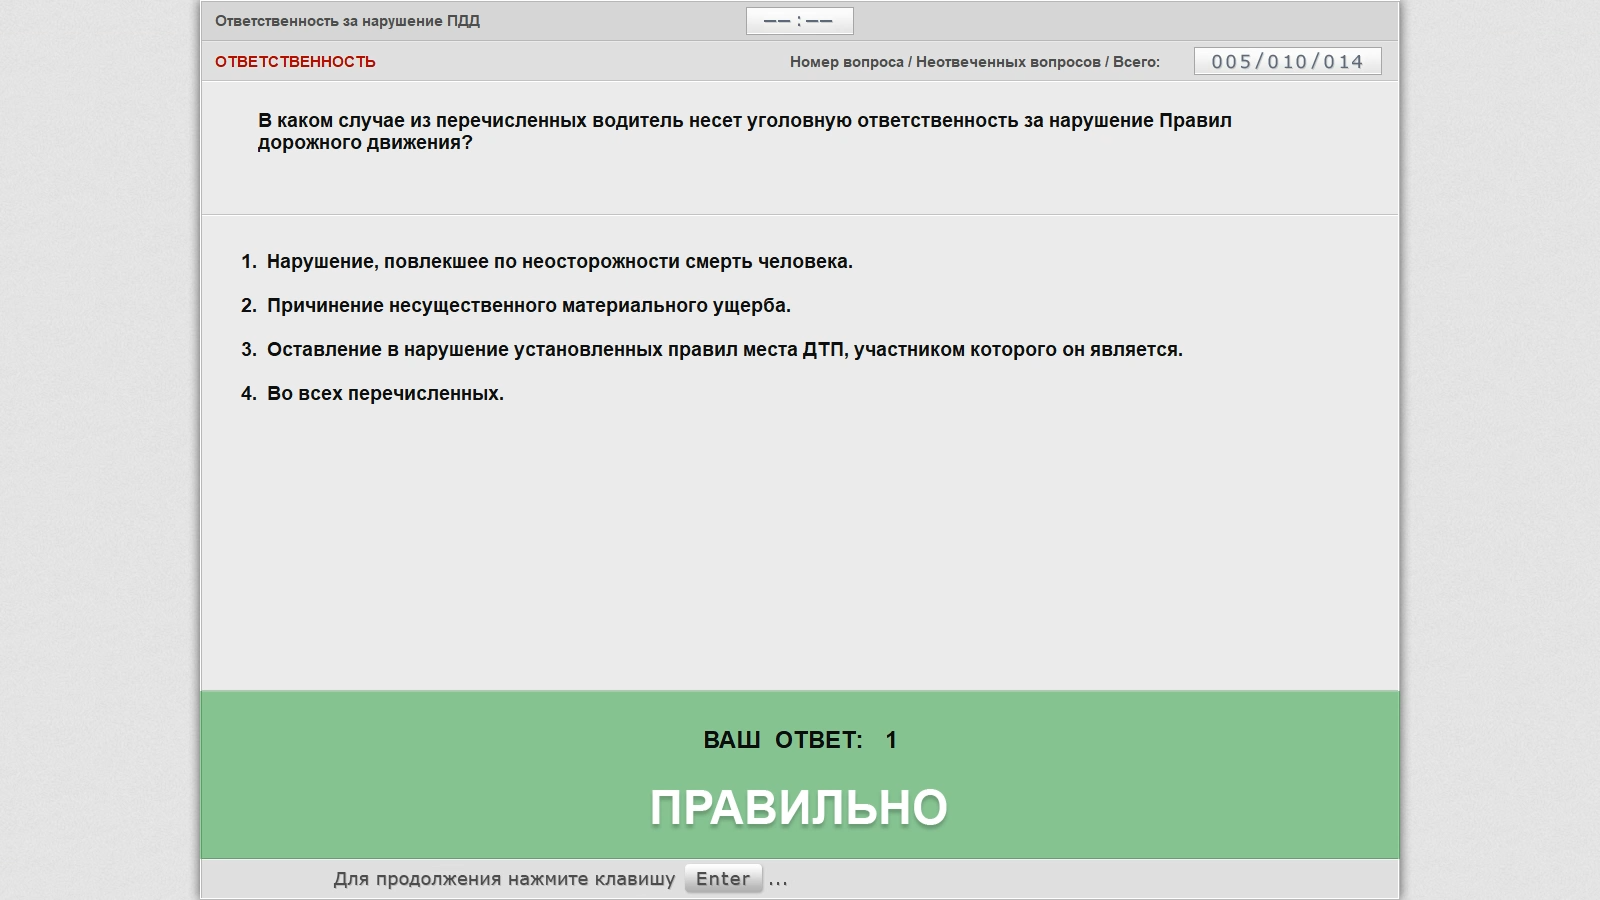 Ответственность за нарушение ПДД
——:——
ОТВЕТСТВЕННОСТЬ
Номер вопроса / Неотвеченных вопросов / Всего:
005/010/014
В каком случае из перечисленных водитель несет уголовную ответственность за нарушение Правил
дорожного движения?
1. Нарушение, повлекшее по неосторожности смерть человека.
2. Причинение несущественного материального ущерба.
3. Оставление в нарушение установленных правил места ДТП, участником которого он является.
4. Во всех перечисленных.
ВАШ ОТВЕТ: 1
ПРАВИЛЬНО
Для продолжения нажмите клавишу Enter ...